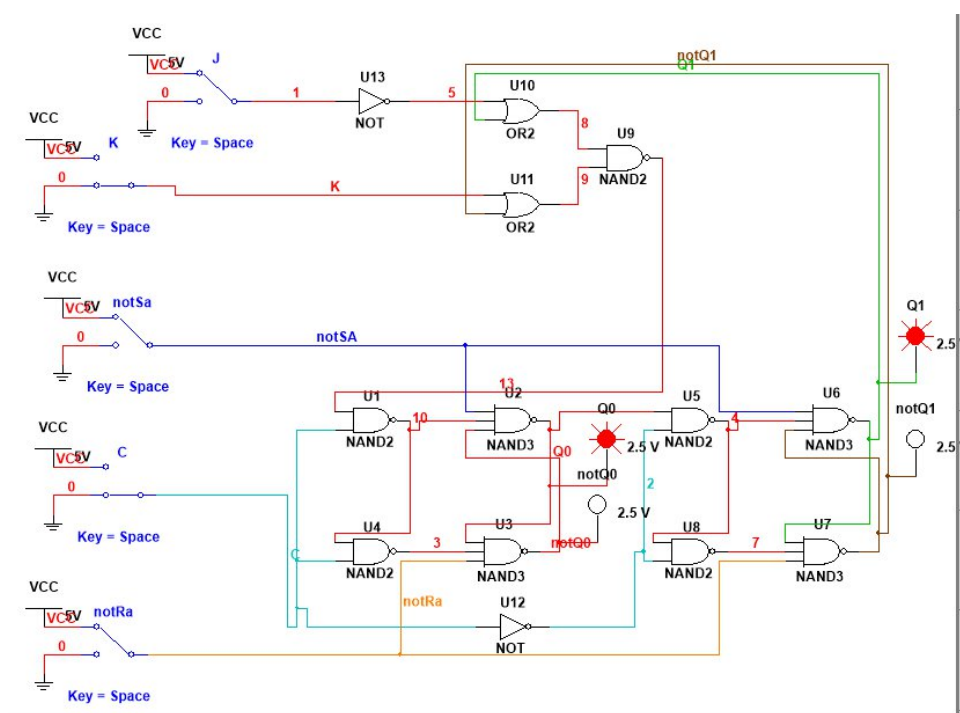 VCC
5V
VCC
J
0
1
U13
NOT
5
Key = Space
notQ1
Q1
U10
OR2
8
U9
NAND2
9
U11
OR2
VCC
5V
VCC
K
0
K
Key = Space
VCC
5V
VCC
notSa
0
notSA
Key = Space
Q1
2.5
notQ1
2.5
13
U1
NAND2
10
U2
NAND3
Q0
Q0
2.5 V
notQ0
2.5 V
U5
NAND2
4
U6
NAND3
VCC
5V
VCC
C
0
Key = Space
C
U4
NAND2
3
U3
NAND3
notQ0
2
U8
NAND2
7
U7
NAND3
VCC
5V
VCC
notRa
0
Key = Space
notRa
U12
NOT